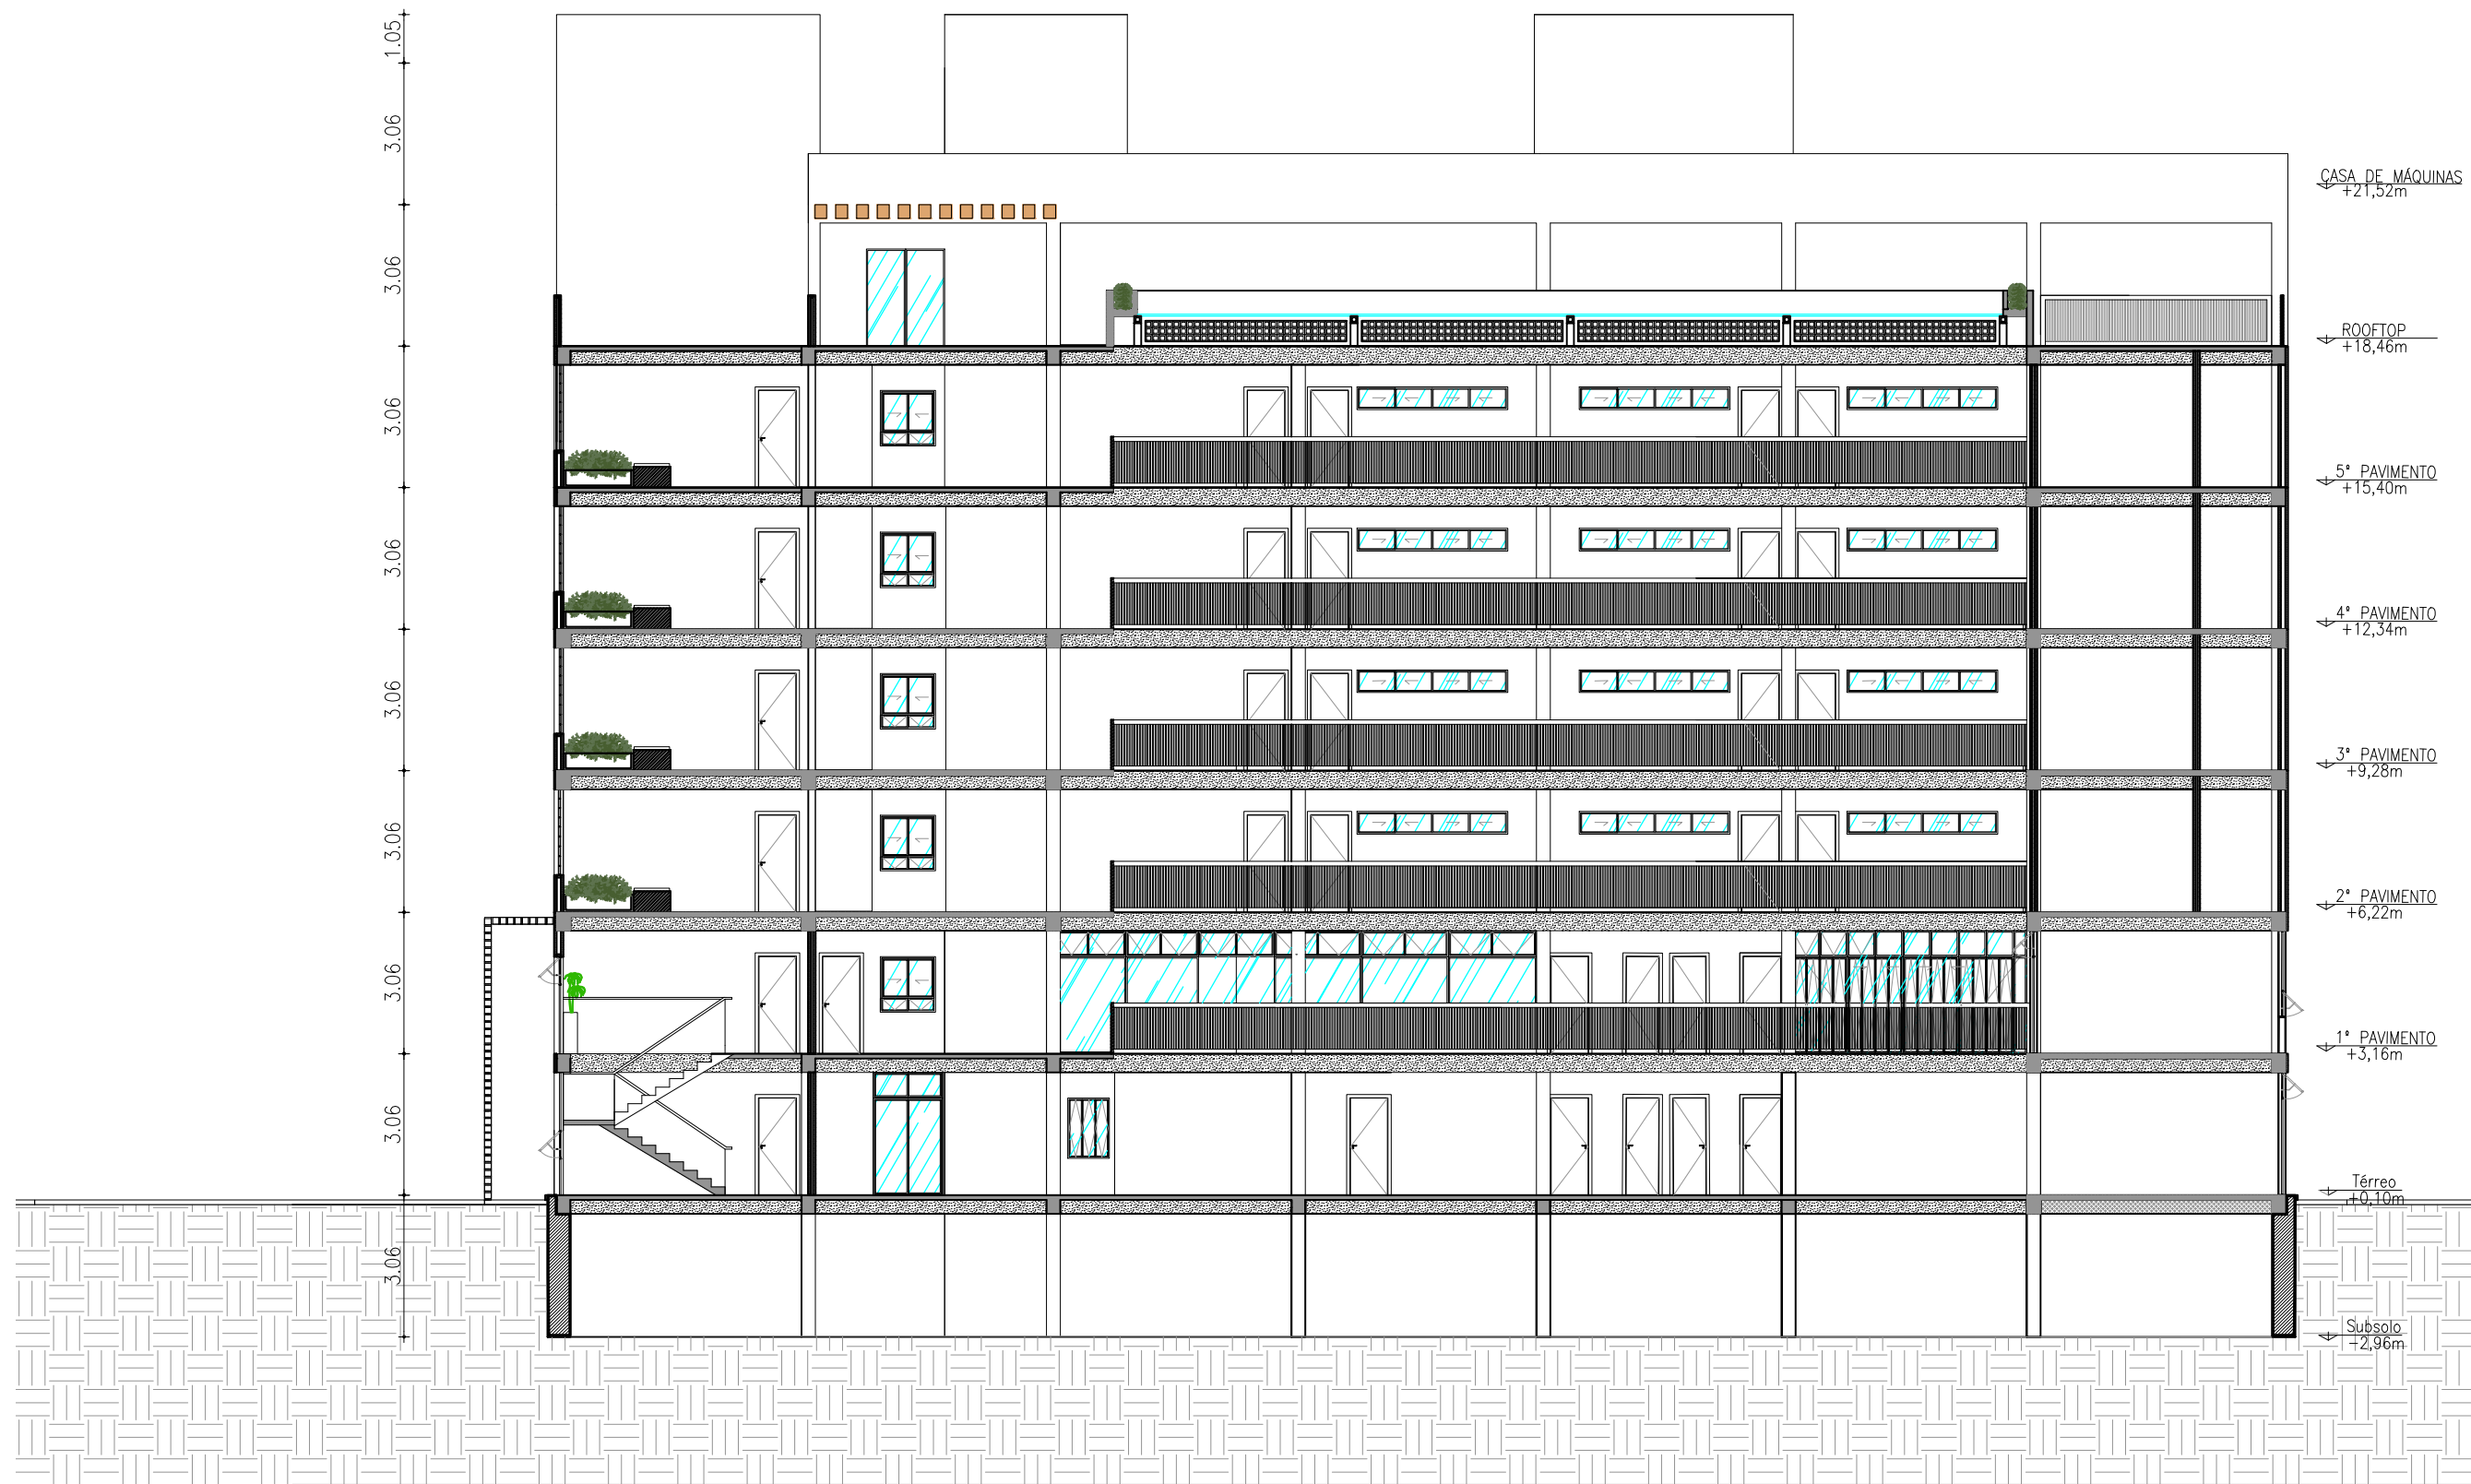 1.05
3.06
3.06
3.06
3.06
3.06
3.06
3.06
3.06
3.06
CASA DE MÁQUINAS
+21,52m
ROOFTOP
+18,46m
5° PAVIMENTO
+15,40m
4° PAVIMENTO
+12,34m
3° PAVIMENTO
+9,28m
2° PAVIMENTO
+6,22m
1° PAVIMENTO
+3,16m
Térreo
+0,10m
Subsolo
-2,96m